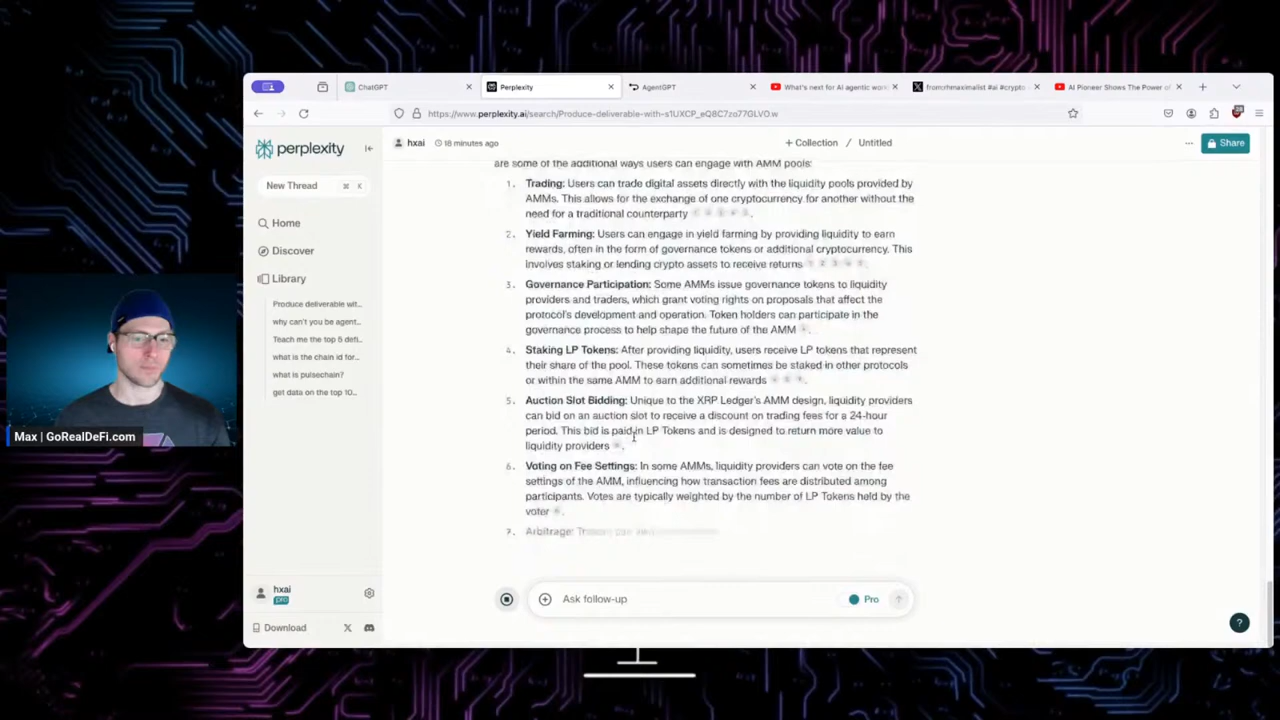 ChatGPT
Perplexity
AgentGPT
What's next for AI agentic wor
from:rhmaximalist #ai #crypto
AI Pioneer Shows The Power of
https://www.perplexity.ai/search/Produce-deliverable-with-s1UXCP_eQ8C7zo77GLVO.w
perplexity
hxai
18 minutes ago
+ Collection / Untitled
Share
New Thread
⌘ K
Home
Discover
Library
Produce deliverable wit...
why can't you be agent...
Teach me the top 5 defi...
what is the chain id for...
what is pulsechain?
get data on the top 10...
are some of the additional ways users can engage with AMM pools:
1. Trading: Users can trade digital assets directly with the liquidity pools provided by
AMMs. This allows for the exchange of one cryptocurrency for another without the
need for a traditional counterparty
2. Yield Farming: Users can engage in yield farming by providing liquidity to earn
rewards, often in the form of governance tokens or additional cryptocurrency. This
involves staking or lending crypto assets to receive returns
3. Governance Participation: Some AMMs issue governance tokens to liquidity
providers and traders, which grant voting rights on proposals that affect the
protocol's development and operation. Token holders can participate in the
governance process to help shape the future of the AMM
4. Staking LP Tokens: After providing liquidity, users receive LP tokens that represent
their share of the pool. These tokens can sometimes be staked in other protocols
or within the same AMM to earn additional rewards
5. Auction Slot Bidding: Unique to the XRP Ledger's AMM design, liquidity providers
can bid on an auction slot to receive a discount on trading fees for a 24-hour
period. This bid is paid in LP Tokens and is designed to return more value to
liquidity providers
6. Voting on Fee Settings: In some AMMs, liquidity providers can vote on the fee
settings of the AMM, influencing how transaction fees are distributed among
participants. Votes are typically weighted by the number of LP Tokens held by the
voter
7. Arbitrage:
Ask follow-up
Pro
hxai
pro
Download
?
Max | GoRealDeFi.com